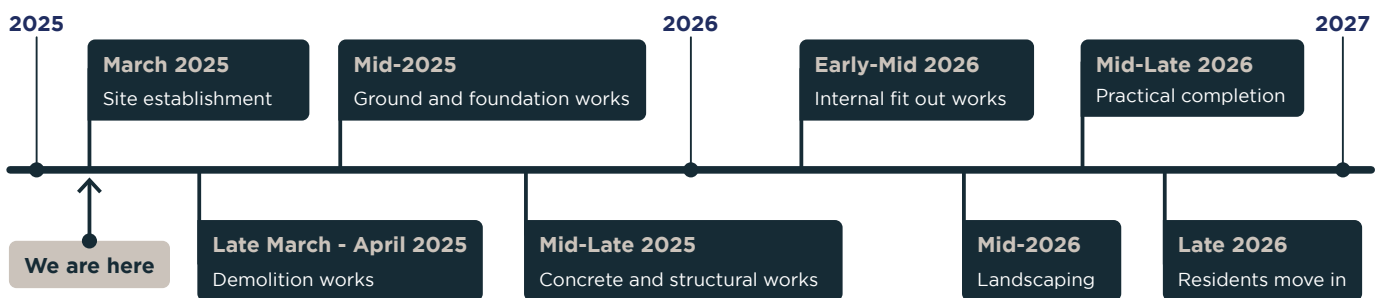 2025
2026
2027
March 2025
Site establishment
Mid-2025
Ground and foundation works
Early-Mid 2026
Internal fit out works
Mid-Late 2026
Practical completion
We are here
Late March - April 2025
Demolition works
Mid-Late 2025
Concrete and structural works
Mid-2026
Landscaping
Late 2026
Residents move in